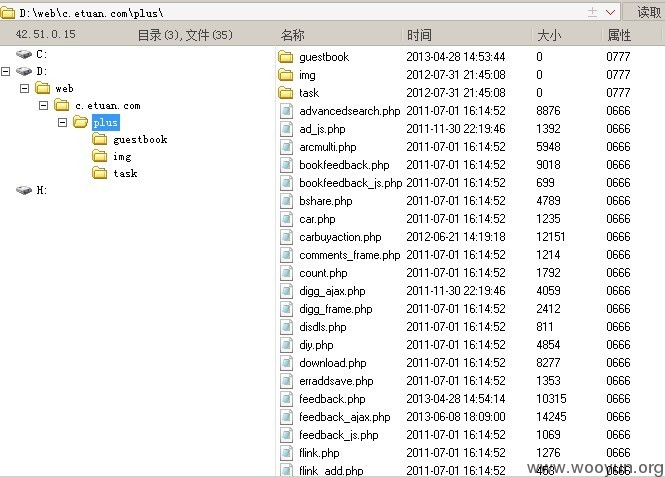 D:\web\c.etuan.com\plus\ 读取
42.51.0.15 目录(3),文件(35) 名称 时间 大小 属性
C:
D:
web
c.etuan.com
plus
guestbook
img
task
H:
guestbook 2013-04-28 14:53:44 0 0777
img 2012-07-31 21:45:08 0 0777
task 2012-07-31 21:45:08 0 0777
advancedsearch.php 2011-07-01 16:14:52 8876 0666
ad_js.php 2011-11-30 22:19:46 1392 0666
arcmulti.php 2011-07-01 16:14:52 5948 0666
bookfeedback.php 2011-07-01 16:14:52 9018 0666
bookfeedback_js.php 2011-07-01 16:14:52 699 0666
bshare.php 2011-07-01 16:14:52 4789 0666
car.php 2011-07-01 16:14:52 1235 0666
carbuyaction.php 2012-06-21 14:19:18 12151 0666
comments_frame.php 2011-07-01 16:14:52 1214 0666
count.php 2011-07-01 16:14:52 1792 0666
digg_ajax.php 2011-11-30 22:19:46 4059 0666
digg_frame.php 2011-07-01 16:14:52 2412 0666
disdls.php 2011-07-01 16:14:52 811 0666
diy.php 2011-07-01 16:14:52 4854 0666
download.php 2011-07-01 16:14:52 8277 0666
erraddsave.php 2011-07-01 16:14:52 1353 0666
feedback.php 2013-04-28 14:54:14 10315 0666
feedback_ajax.php 2013-06-08 18:09:00 14245 0666
feedback_js.php 2011-07-01 16:14:52 1069 0666
flink.php 2011-07-01 16:14:52 1276 0666
flink_add.php 2011-07-01 16:14:52 0666
www.wooyun.org